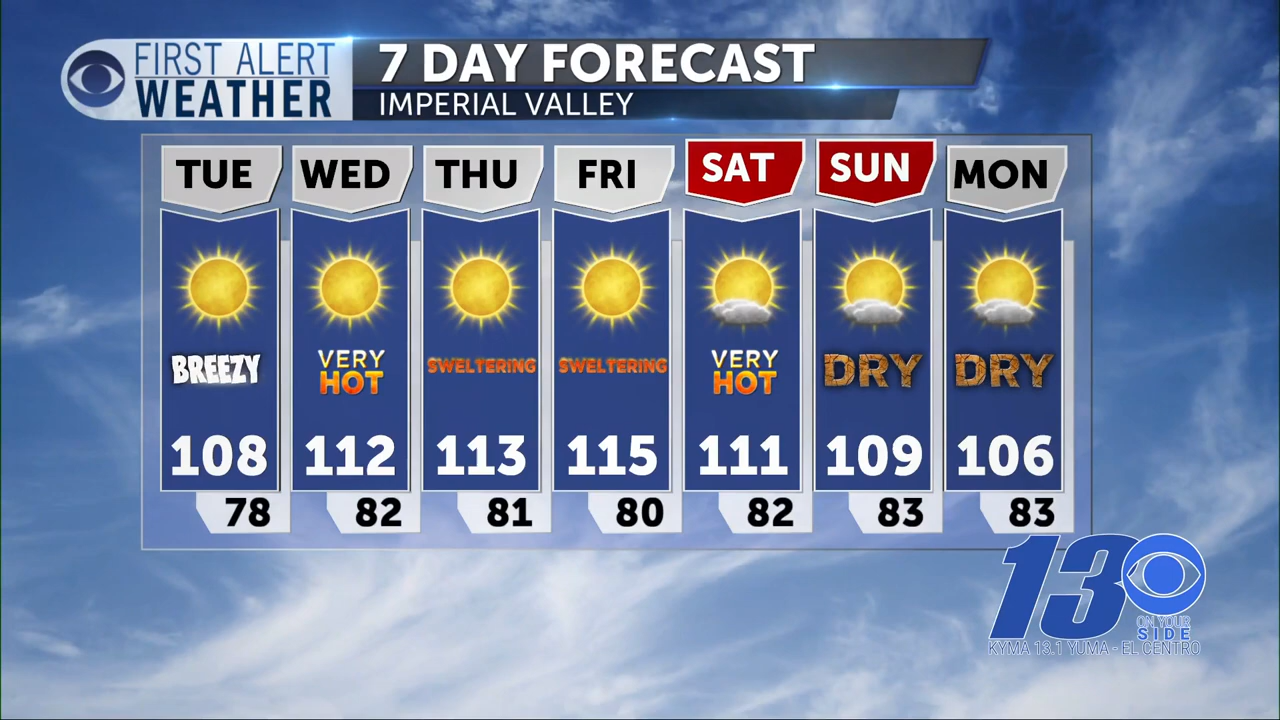 FIRST ALERT
WEATHER
7 DAY FORECAST
IMPERIAL VALLEY
TUE WED THU FRI SAT SUN MON
BREEZY VERY HOT SWELTERING SWELTERING VERY HOT DRY DRY
108 112 113 115 111 109 106
78 82 81 80 82 83 83
13
ON YOUR
SIDE
KYMA 13.1 YUMA - EL CENTRO